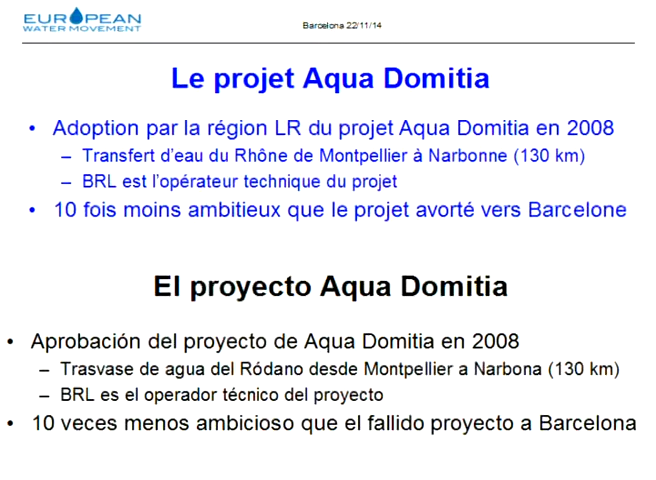 EUROPEAN
WATER MOVEMENT
Barcelona 22/11/14
Le projet Aqua Domitia
• Adoption par la région LR du projet Aqua Domitia en 2008
– Transfert d'eau du Rhône de Montpellier à Narbonne (130 km)
– BRL est l'opérateur technique du projet
• 10 fois moins ambitieux que le projet avorté vers Barcelone
El proyecto Aqua Domitia
• Aprobación del proyecto de Aqua Domitia en 2008
– Trasvase de agua del Ródano desde Montpellier a Narbona (130 km)
– BRL es el operador técnico del proyecto
• 10 veces menos ambicioso que el fallido proyecto a Barcelona